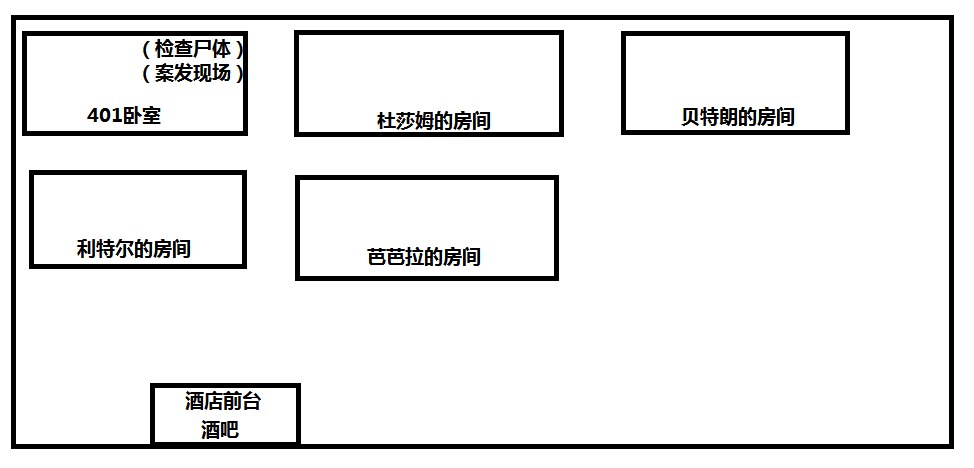 （检查尸体）
（案发现场）
401卧室
杜莎姆的房间
贝特朗的房间
利特尔的房间
芭芭拉的房间
酒店前台
酒吧